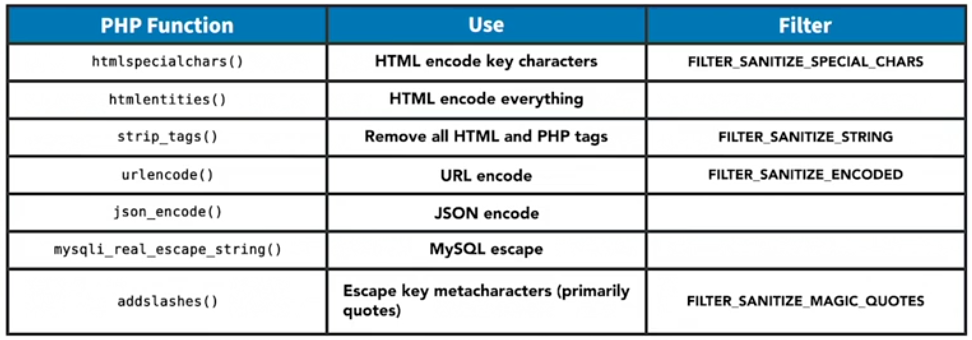 PHP Function Use Filter
htmlspecialchars() HTML encode key characters FILTER_SANITIZE_SPECIAL_CHARS
htmlentities() HTML encode everything
strip_tags() Remove all HTML and PHP tags FILTER_SANITIZE_STRING
urlencode() URL encode FILTER_SANITIZE_ENCODED
json_encode() JSON encode
mysqli_real_escape_string() MySQL escape
addslashes() Escape key metacharacters (primarily
quotes) FILTER_SANITIZE_MAGIC_QUOTES